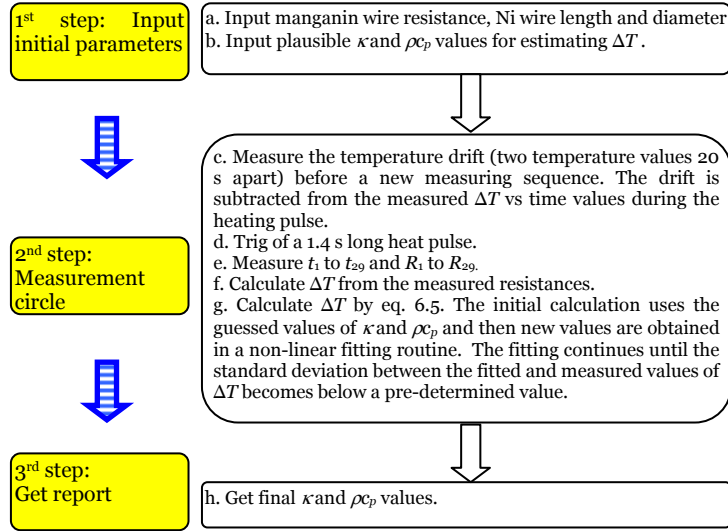 1st step: Input
initial parameters
a. Input manganin wire resistance, Ni wire length and diameter
b. Input plausible κ and ρcp values for estimating ΔT .
2nd step:
Measurement
circle
c. Measure the temperature drift (two temperature values 20
s apart) before a new measuring sequence. The drift is
subtracted from the measured ΔT vs time values during the
heating pulse.
d. Trig of a 1.4 s long heat pulse.
e. Measure t1 to t29 and R1 to R29.
f. Calculate ΔT from the measured resistances.
g. Calculate ΔT by eq. 6.5. The initial calculation uses the
guessed values of κ and ρcp and then new values are obtained
in a non-linear fitting routine. The fitting continues until the
standard deviation between the fitted and measured values of
ΔT becomes below a pre-determined value.
3rd step:
Get report
h. Get final κ and ρcp values.